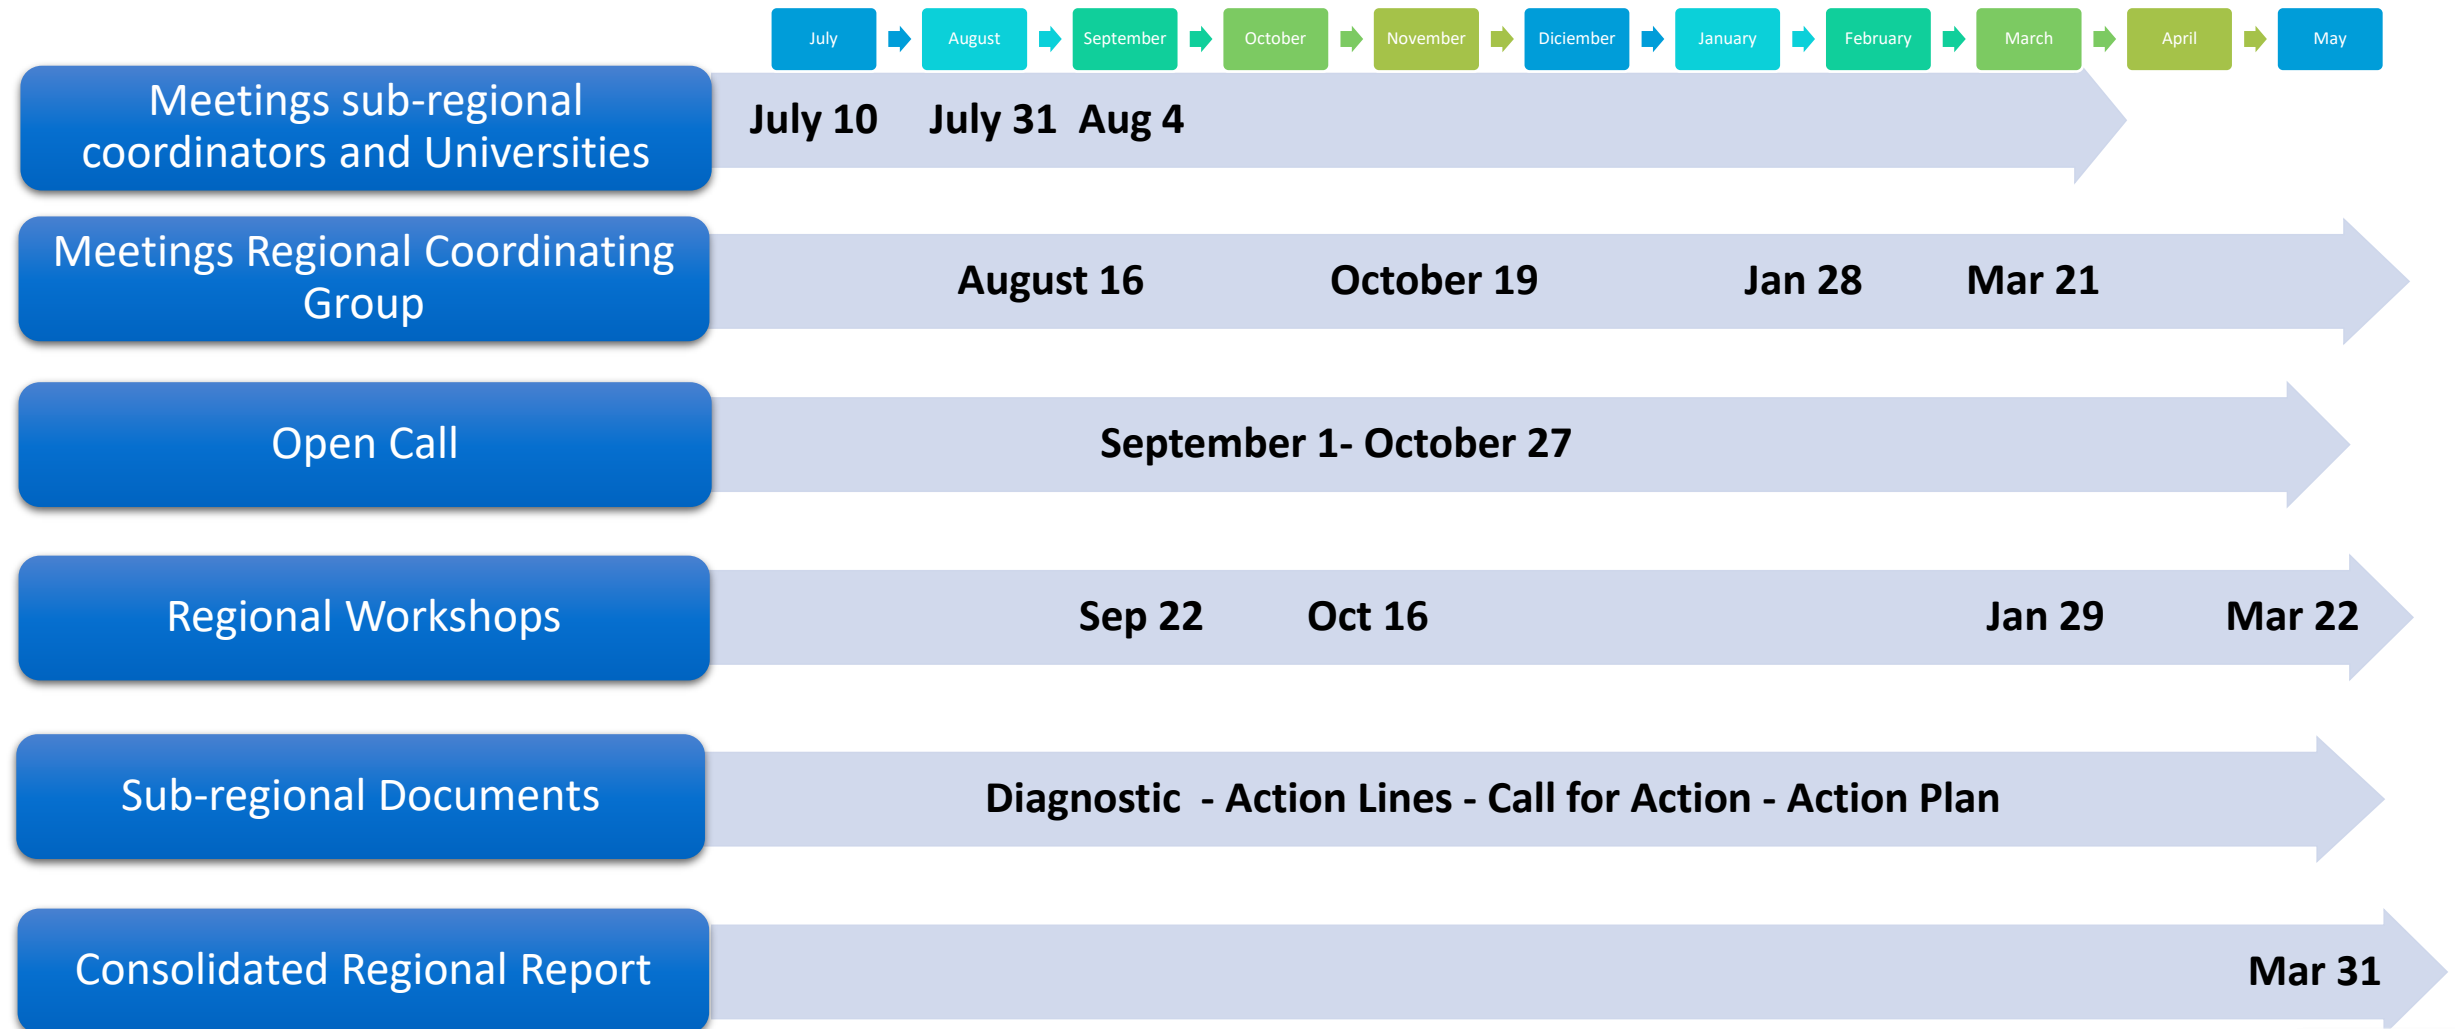 July August September October November Diciember January February March April May
Meetings sub-regional
coordinators and Universities
July 10 July 31 Aug 4
Meetings Regional Coordinating
Group
August 16 October 19 Jan 28 Mar 21
Open Call
September 1- October 27
Regional Workshops
Sep 22 Oct 16 Jan 29 Mar 22
Sub-regional Documents
Diagnostic - Action Lines - Call for Action - Action Plan
Consolidated Regional Report
Mar 31